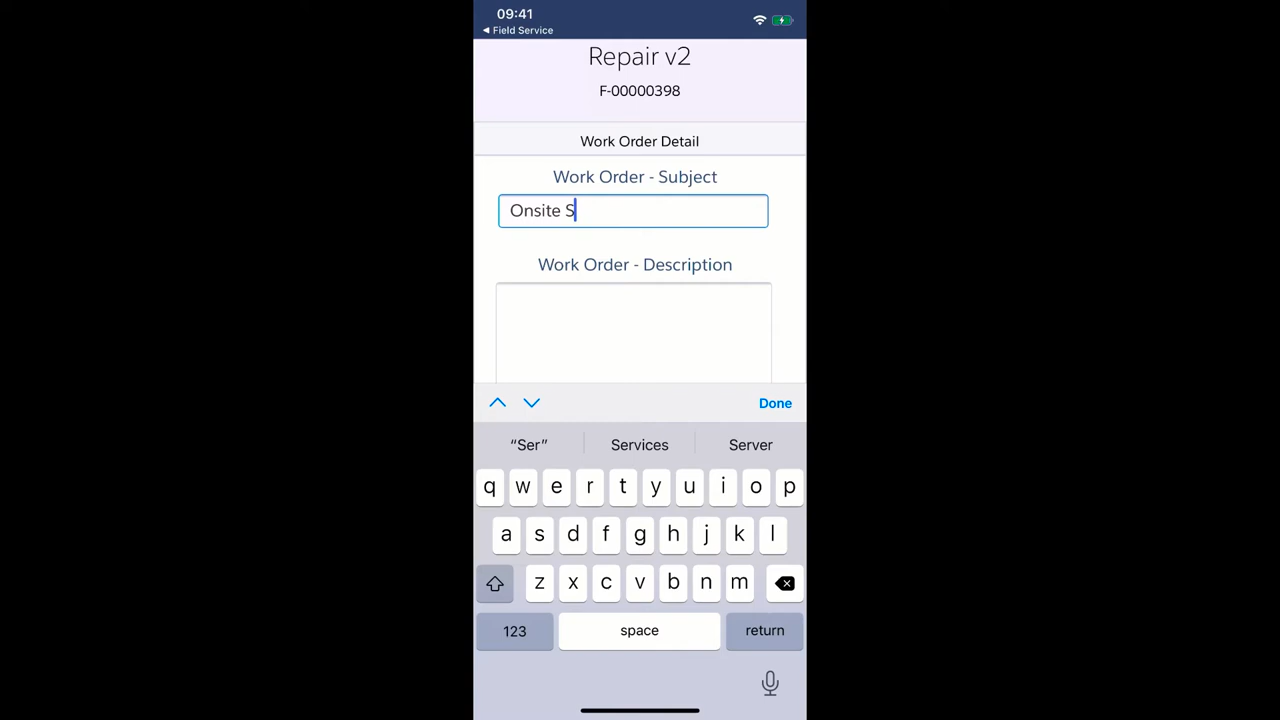 09:41
◀ Field Service
Repair v2
F-00000398
Work Order Detail
Work Order - Subject
Onsite S
Work Order - Description
Done
“Ser” Services Server
q w e r t y u i o p
a s d f g h j k l
z x c v b n m
123 space return